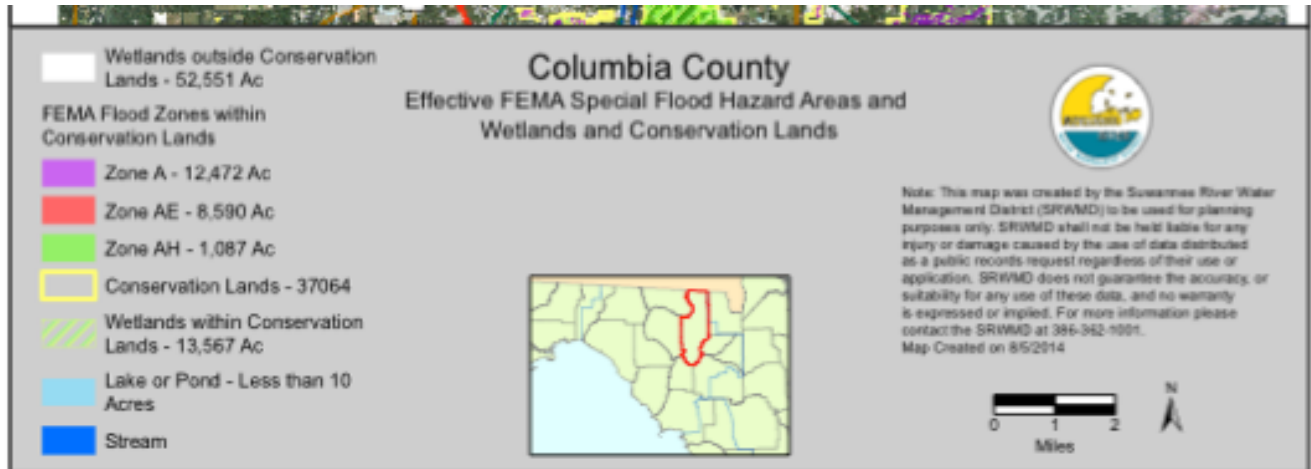 Wetlands outside Conservation
Lands - 52,551 Ac
FEMA Flood Zones within
Conservation Lands
Zone A - 12,472 Ac
Zone AE - 8,590 Ac
Zone AH - 1,087 Ac
Conservation Lands - 37064
Wetlands within Conservation
Lands - 13,567 Ac
Lake or Pond - Less than 10
Acres
Stream
Columbia County
Effective FEMA Special Flood Hazard Areas and
Wetlands and Conservation Lands
Note: This map was created by the Suwannee River Water
Management District (SRWMD) to be used for planning
purposes only. SRWMD shall not be held liable for any
injury or damage caused by the use of data distributed
as a public records request regardless of their use or
application. SRWMD does not guarantee the accuracy, or
suitability for any use of these data, and no warranty
is expressed or implied. For more information please
contact the SRWMD at 386-362-1001.
Map Created on 8/5/2014
N
0 1 2
Miles